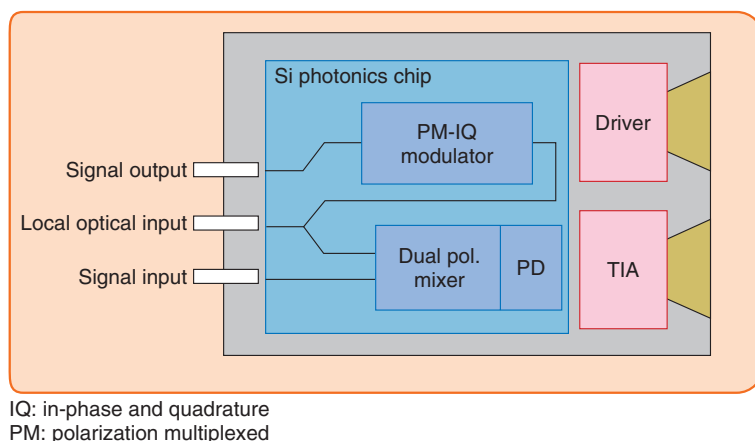 Si photonics chip
PM-IQ
modulator
Driver
Signal output
Local optical input
Signal input
Dual pol.
mixer
PD
TIA
IQ: in-phase and quadrature
PM: polarization multiplexed